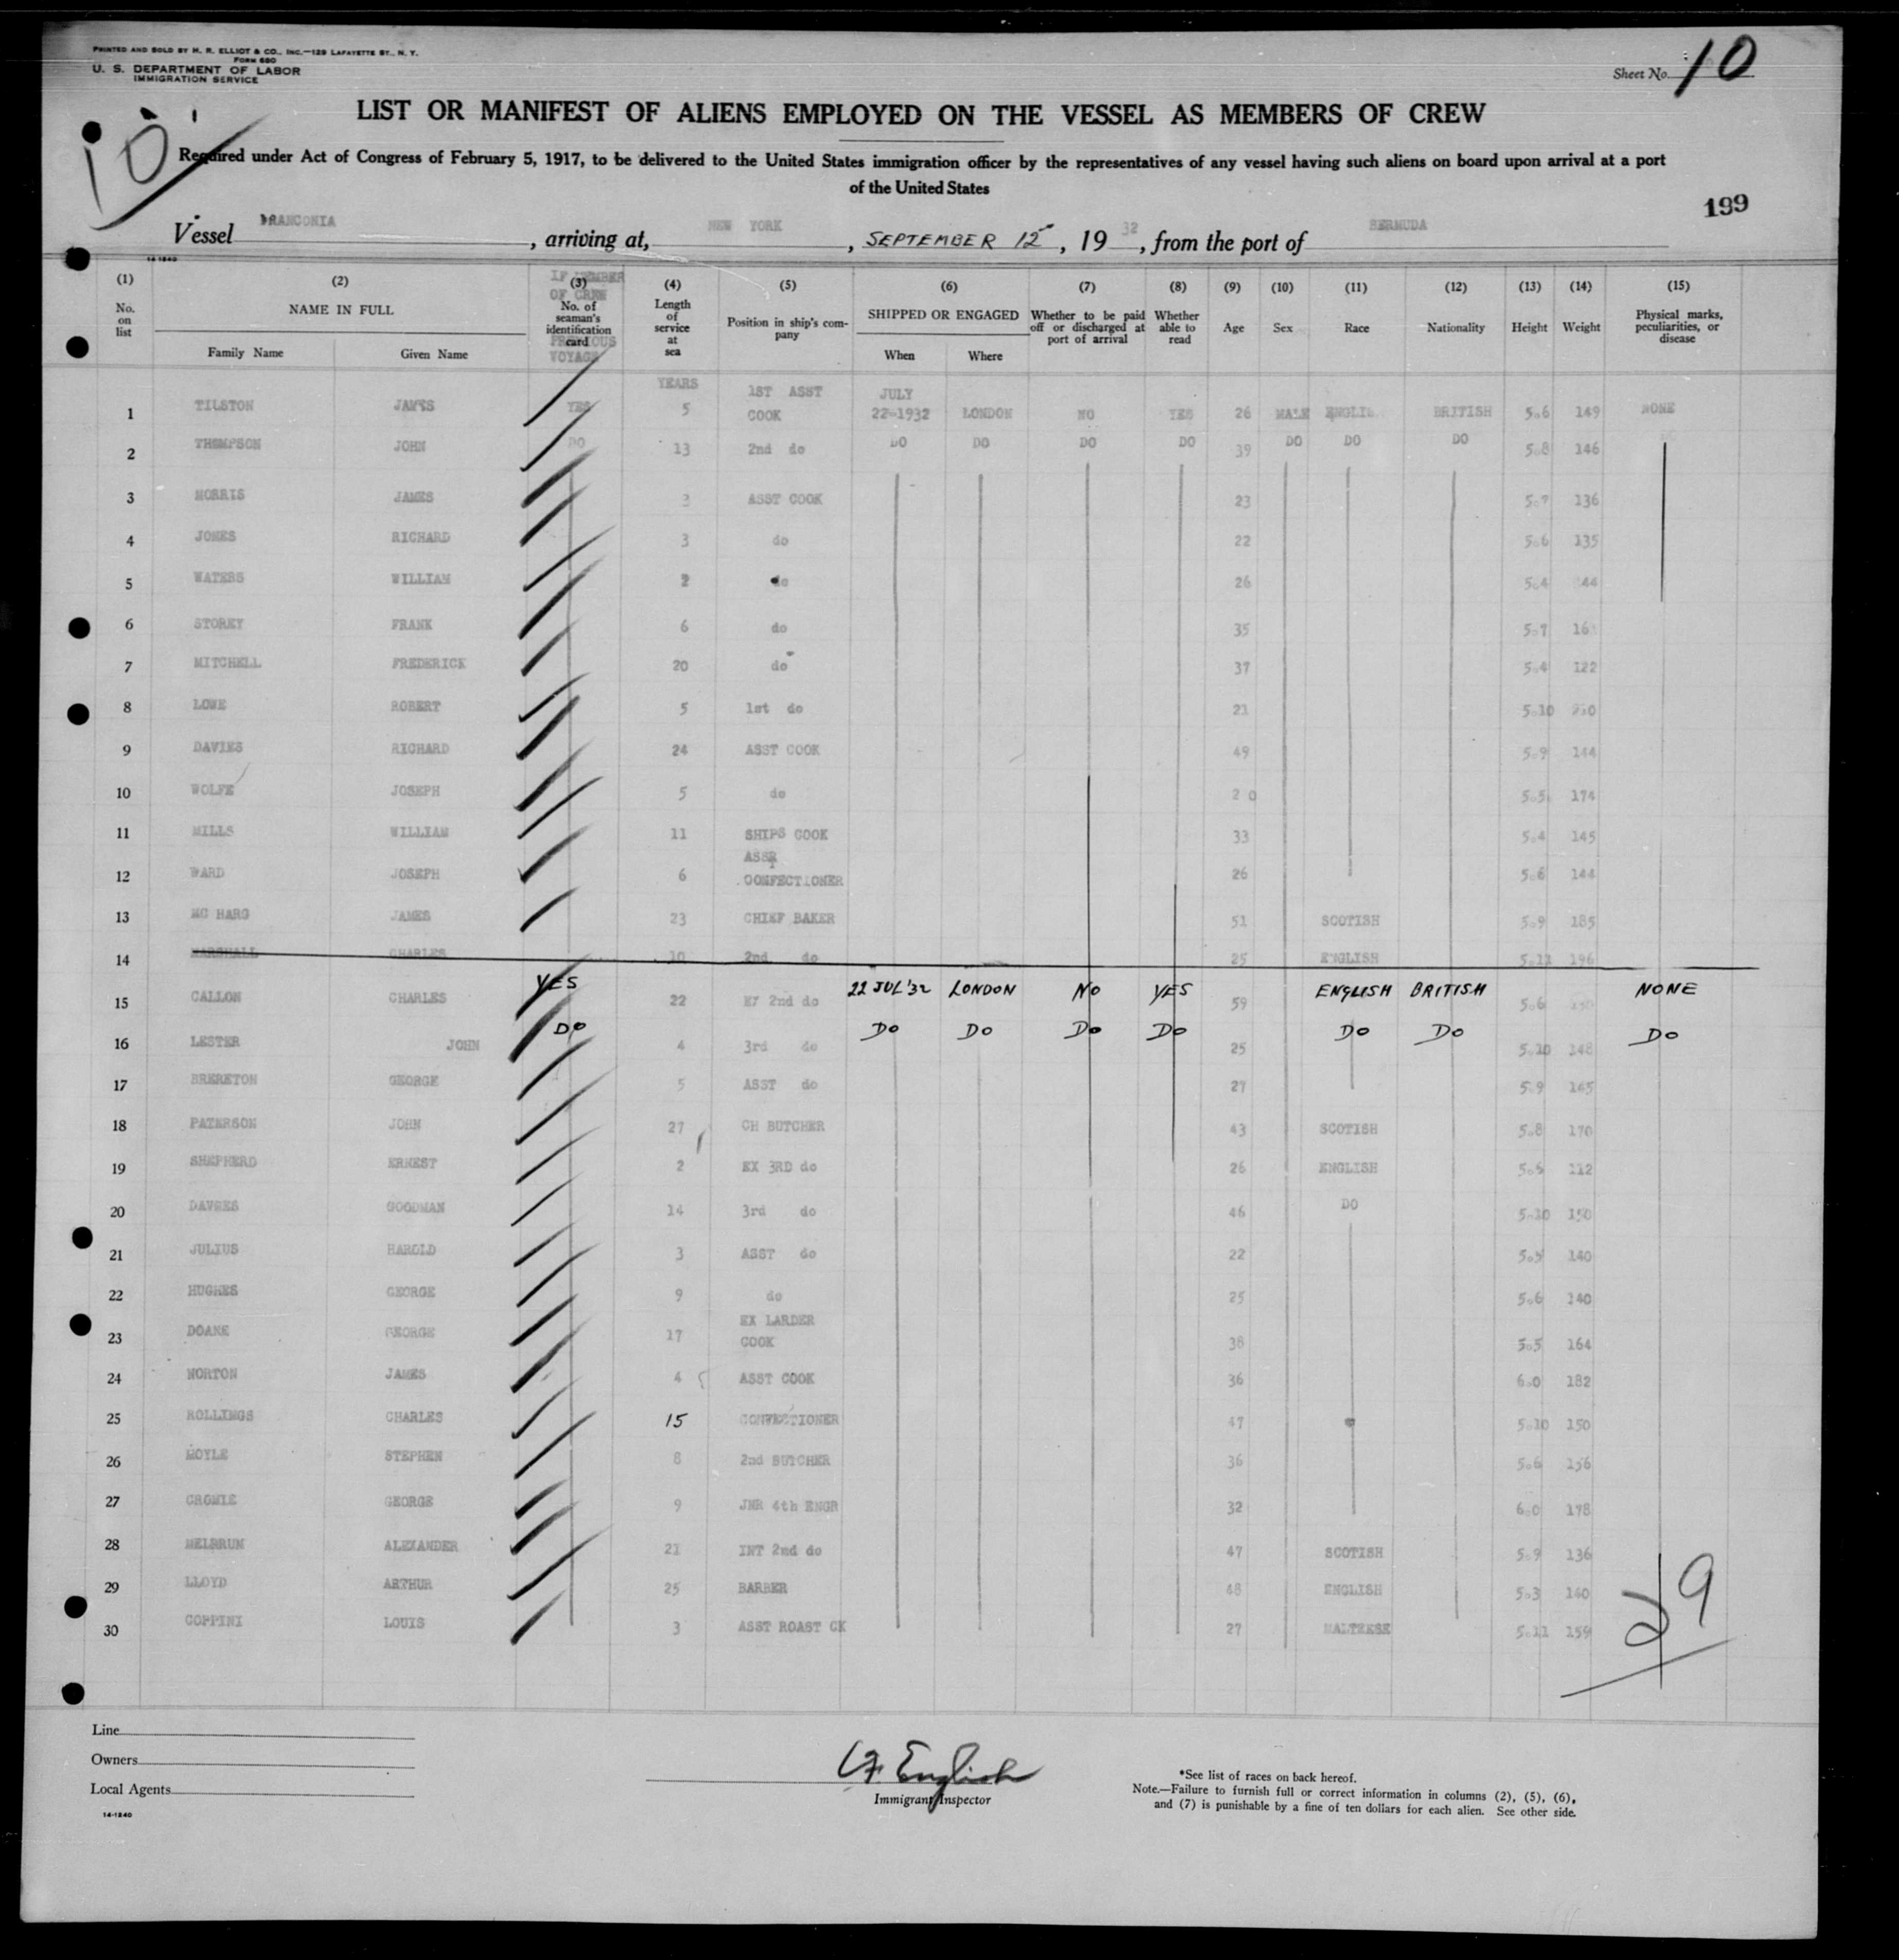 PRINTED AND SOLD BY H. R. ELLIOT & CO., INC.—129 LAFAYETTE ST., N. Y.
FORM 680
U. S. DEPARTMENT OF LABOR
IMMIGRATION SERVICE
Sheet No. 10
10
LIST OR MANIFEST OF ALIENS EMPLOYED ON THE VESSEL AS MEMBERS OF CREW
Required under Act of Congress of February 5, 1917, to be delivered to the United States immigration officer by the representatives of any vessel having such aliens on board upon arrival at a port
of the United States
199
Vessel FRANCONIA, arriving at, NEW YORK, SEPTEMBER 12, 1932, from the port of BERMUDA
14-1240
(1) No. on list
(2) NAME IN FULL Family Name Given Name
(3) No. of seaman's identification card IF MEMBER OF CREW PREVIOUS VOYAGE
(4) Length of service at sea
(5) Position in ship's company
(6) SHIPPED OR ENGAGED When Where
(7) Whether to be paid off or discharged at port of arrival
(8) Whether able to read
(9) Age
(10) Sex
(11) Race
(12) Nationality
(13) Height
(14) Weight
(15) Physical marks, peculiarities, or disease
1 TILSTON JAMES YES YEARS 5 1ST ASST COOK JULY 22-1932 LONDON NO YES 26 MALE BRITISH 5.6 149 NONE
2 THOMPSON JOHN DO 13 2nd do DO DO DO DO 39 DO DO DO 5.8 146
3 MORRIS JAMES 3 ASST COOK 23 5.7 136
4 JONES RICHARD 3 do 22 5.6 135
5 WATERS WILLIAM 2 do 26 5.4
6 STOREY FRANK 6 do 35 5.7
7 MITCHELL FREDERICK 20 do 37 5.4 122
8 LOWE ROBERT 5 1st do 21 5.10
9 DAVIES RICHARD 24 ASST COOK 49 5.9 144
10 WOLFE JOSEPH 5 do 20 5.5 174
11 MILLS WILLIAM 11 SHIPS COOK 33 5.4 145
12 WARD JOSEPH 6 ASST CONFECTIONER 26 5.6 144
13 MC HARG JAMES 23 CHIEF BAKER 51 SCOTISH 5.9 185
14 MARSHALL CHARLES 10 2nd do 25 ENGLISH 5.11 196
15 CALLON CHARLES YES 22 2nd do 22 JUL '32 LONDON NO YES 59 ENGLISH BRITISH 5.6 NONE
16 LESTER JOHN DO 4 3rd do DO DO DO DO 25 DO DO 5.10 148 DO
17 BRERETON GEORGE 5 ASST do 27 5.9 165
18 PATERSON JOHN 27 CH BUTCHER 43 SCOTISH 5.8 170
19 SHEPHERD ERNEST 2 EX 3RD do 26 ENGLISH 5.5 112
20 GOODMAN 14 3rd do 46 DO 5.10 150
21 JULIUS HAROLD 3 ASST do 22 140
22 HUGHES GEORGE 9 do 25 5.6 140
23 DOANE GEORGE 17 EX LARDER COOK 38 5.5 164
24 NORTON JAMES 4 ASST COOK 36 6.0 182
25 ROLLINGS CHARLES 15 CONFECTIONER 47 5.10 150
26 STEPHEN 8 2nd BUTCHER 36 5.6
27 GEORGE 9 JNR 4th ENGR 32 6.0 178
28 MELBRUN ALEXANDER 21 INT 2nd do 47 SCOTISH 5.9 136
29 LLOYD ARTHUR 25 BARBER 48 ENGLISH 5.3 140
30 COPPINI LOUIS 3 ASST ROAST CK 27 MALTESE 5.11 159
29
Line
Owners
Local Agents
14-1240
English
Immigrant Inspector
*See list of races on back hereof.
Note.—Failure to furnish full or correct information in columns (2), (5), (6),
and (7) is punishable by a fine of ten dollars for each alien. See other side.